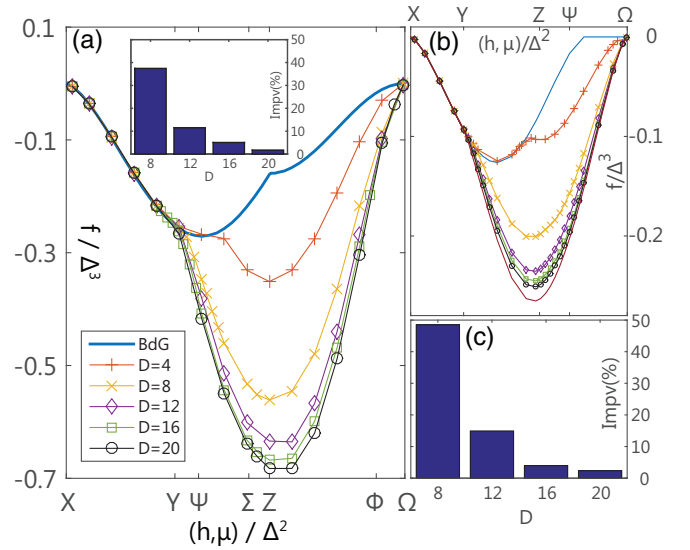 (a)
0.1
-0.1
-0.3
-0.5
-0.7
f / Δ³
X Y Ψ Σ Z Φ Ω
(h,μ) / Δ²
BdG
D=4
D=8
D=12
D=16
D=20
50
40
30
20
10
0
Impv(%)
8 12 16 20
D
X Y Z Ψ Ω
(b)
(h,μ)/Δ²
0
-0.1
-0.2
f/Δ³
(c)
50
40
30
20
10
0
Impv(%)
8 12 16 20
D